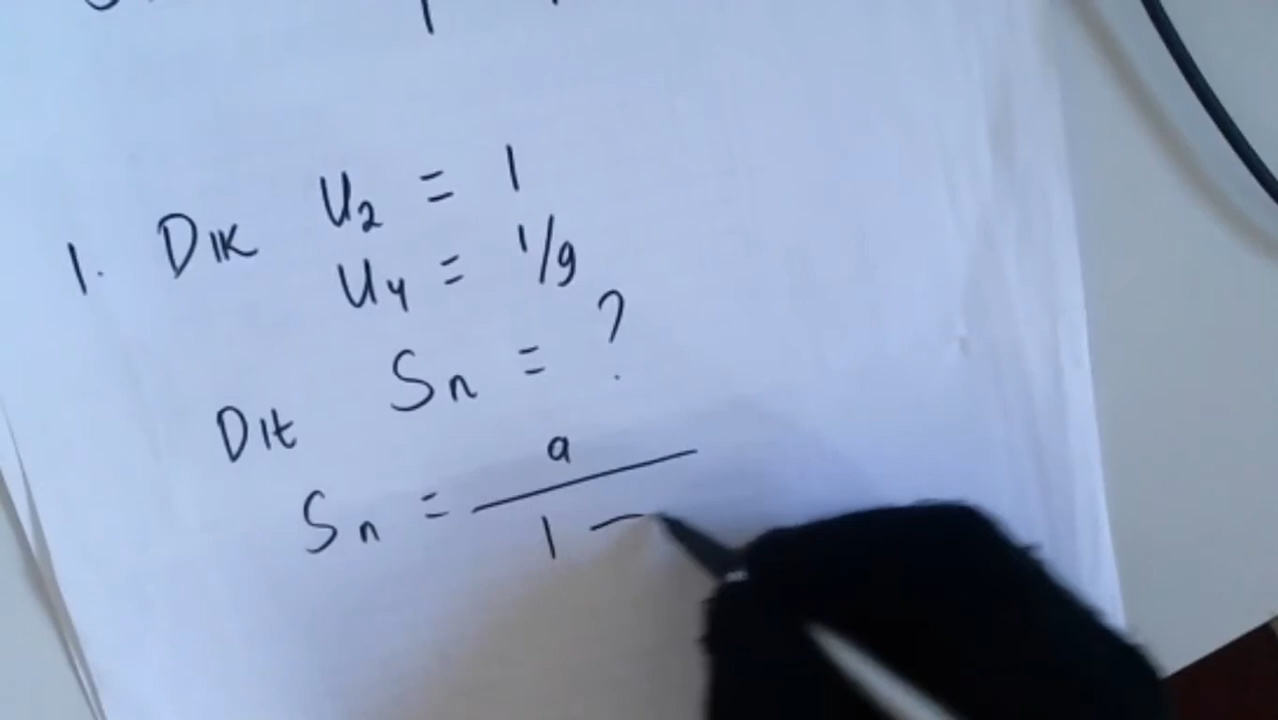 1. Dik U2 = 1
U4 = 1/9
Dit Sn = ?
Sn = a
1 -